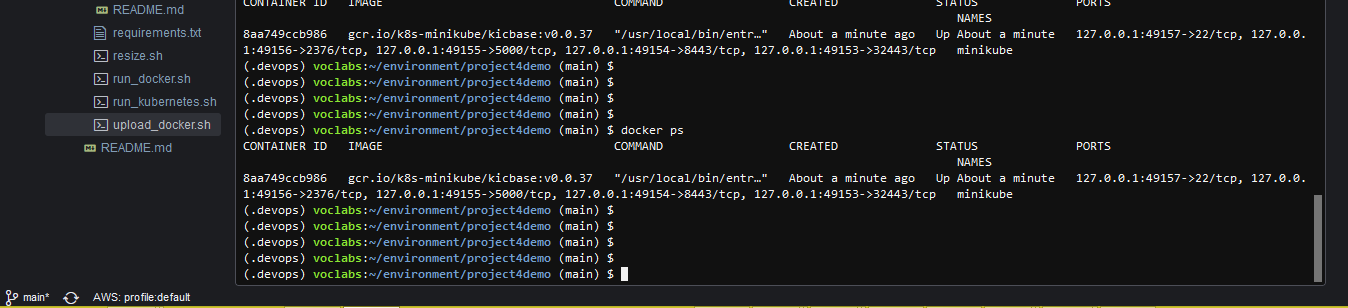 README.md
requirements.txt
resize.sh
run_docker.sh
run_kubernetes.sh
upload_docker.sh
README.md
CONTAINER ID   IMAGE                                 COMMAND                  CREATED              STATUS              PORTS
NAMES
8aa749ccb986   gcr.io/k8s-minikube/kicbase:v0.0.37   "/usr/local/bin/entr…"   About a minute ago   Up About a minute   127.0.0.1:49157->22/tcp, 127.0.0.
1:49156->2376/tcp, 127.0.0.1:49155->5000/tcp, 127.0.0.1:49154->8443/tcp, 127.0.0.1:49153->32443/tcp   minikube
(.devops) voclabs:~/environment/project4demo (main) $
(.devops) voclabs:~/environment/project4demo (main) $
(.devops) voclabs:~/environment/project4demo (main) $
(.devops) voclabs:~/environment/project4demo (main) $
(.devops) voclabs:~/environment/project4demo (main) $ docker ps
CONTAINER ID   IMAGE                                 COMMAND                  CREATED              STATUS              PORTS
NAMES
8aa749ccb986   gcr.io/k8s-minikube/kicbase:v0.0.37   "/usr/local/bin/entr…"   About a minute ago   Up About a minute   127.0.0.1:49157->22/tcp, 127.0.0.
1:49156->2376/tcp, 127.0.0.1:49155->5000/tcp, 127.0.0.1:49154->8443/tcp, 127.0.0.1:49153->32443/tcp   minikube
(.devops) voclabs:~/environment/project4demo (main) $
(.devops) voclabs:~/environment/project4demo (main) $
(.devops) voclabs:~/environment/project4demo (main) $
(.devops) voclabs:~/environment/project4demo (main) $
(.devops) voclabs:~/environment/project4demo (main) $
main* AWS: profile:default